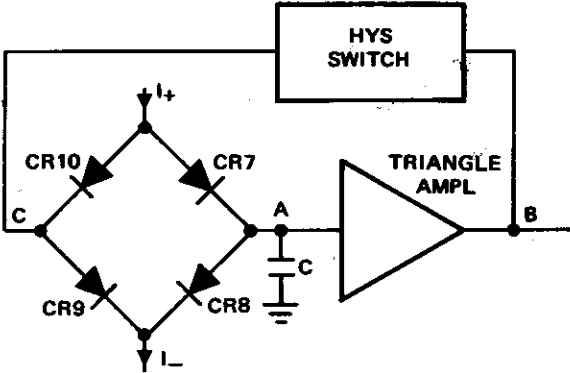 HYS
SWITCH
I+
CR10
CR7
TRIANGLE
AMPL
C
A
B
C
CR9
CR8
I–